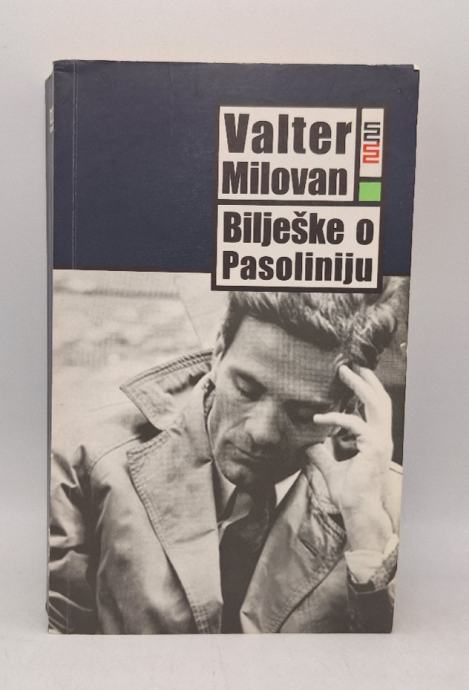 Valter
Milovan
Bilješke o
Pasoliniju